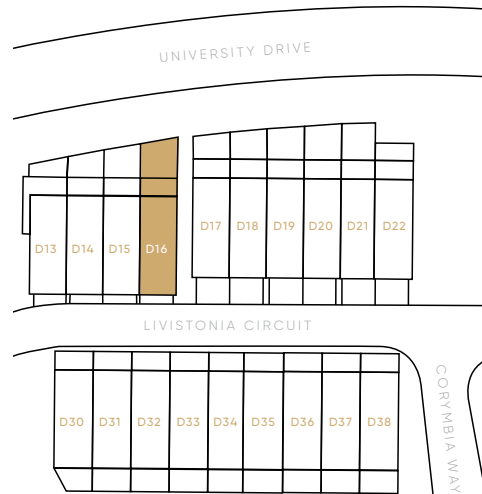 UNIVERSITY DRIVE
D13 D14 D15 D16 D17 D18 D19 D20 D21 D22
LIVISTONIA CIRCUIT
D30 D31 D32 D33 D34 D35 D36 D37 D38
CORYMBIA WAY